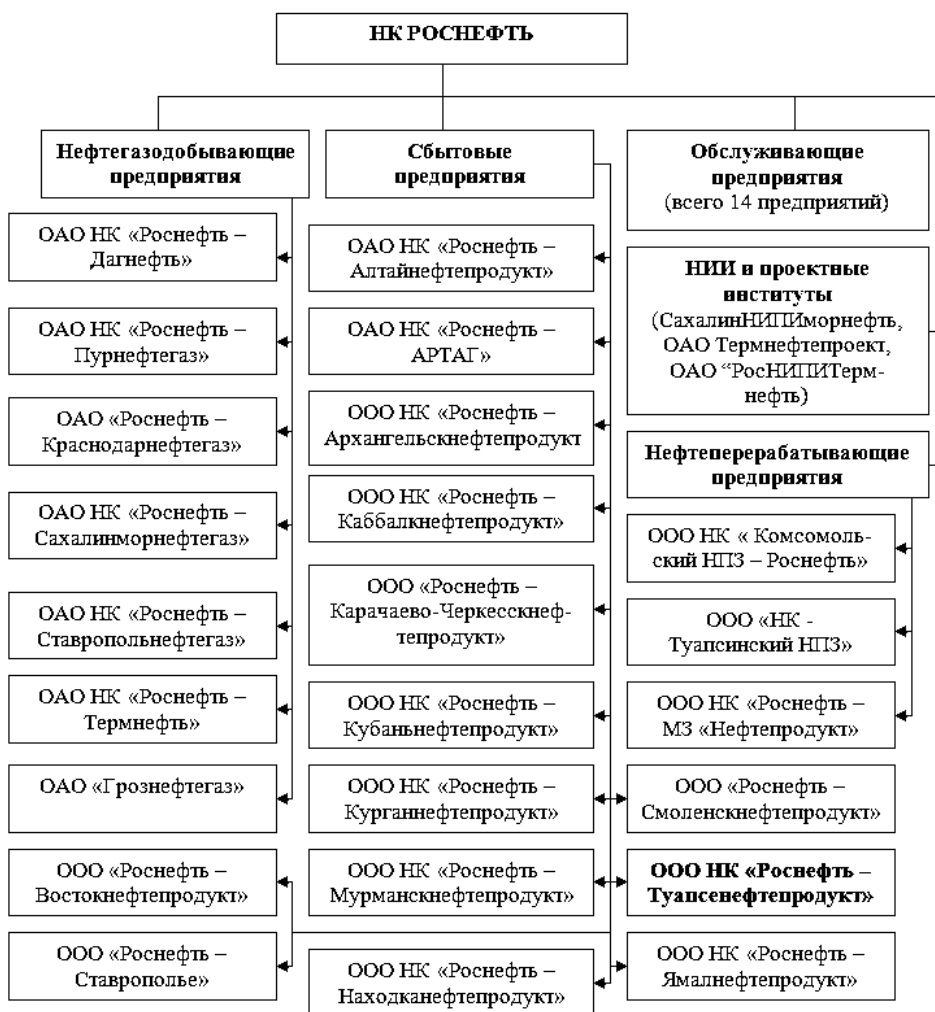 НК РОСНЕФТЬ
Нефтегазодобывающие
предприятия
ОАО НК «Роснефть –
Дагнефть»
ОАО НК «Роснефть –
Пурнефтегаз»
ОАО «Роснефть –
Краснодарнефтегаз»
ОАО НК «Роснефть –
Сахалинморнефтегаз»
ОАО НК «Роснефть –
Ставропольнефтегаз»
ОАО НК «Роснефть –
Термнефть»
ОАО «Грознефтегаз»
ООО «Роснефть –
Востокнефтепродукт»
ООО «Роснефть –
Ставрополье»
Сбытовые
предприятия
ОАО НК «Роснефть –
Алтайнефтепродукт»
ОАО НК «Роснефть –
АРТАГ»
ООО НК «Роснефть –
Архангельскнефтепродукт
ООО НК «Роснефть –
Каббалкнефтепродукт»
ООО «Роснефть –
Карачаево-Черкесскнеф-
тепродукт»
ООО НК «Роснефть –
Кубаньнефтепродукт»
ООО НК «Роснефть –
Курганнефтепродукт»
ООО НК «Роснефть –
Мурманскнефтепродукт»
ООО НК «Роснефть –
Находканефтепродукт»
Обслуживающие
предприятия
(всего 14 предприятий)
НИИ и проектные
институты
(СахалинНИПИморнефть,
ОАО Термнефтепроект,
ОАО “РосНИПИТерм-
нефть)
Нефтеперерабатывающие
предприятия
ООО НК « Комсомоль-
ский НПЗ – Роснефть»
ООО «НК -
Туапсинский НПЗ»
ООО НК «Роснефть –
МЗ «Нефтепродукт»
ООО «Роснефть –
Смоленскнефтепродукт»
ООО НК «Роснефть –
Туапсенефтепродукт»
ООО НК «Роснефть –
Ямалнефтепродукт»